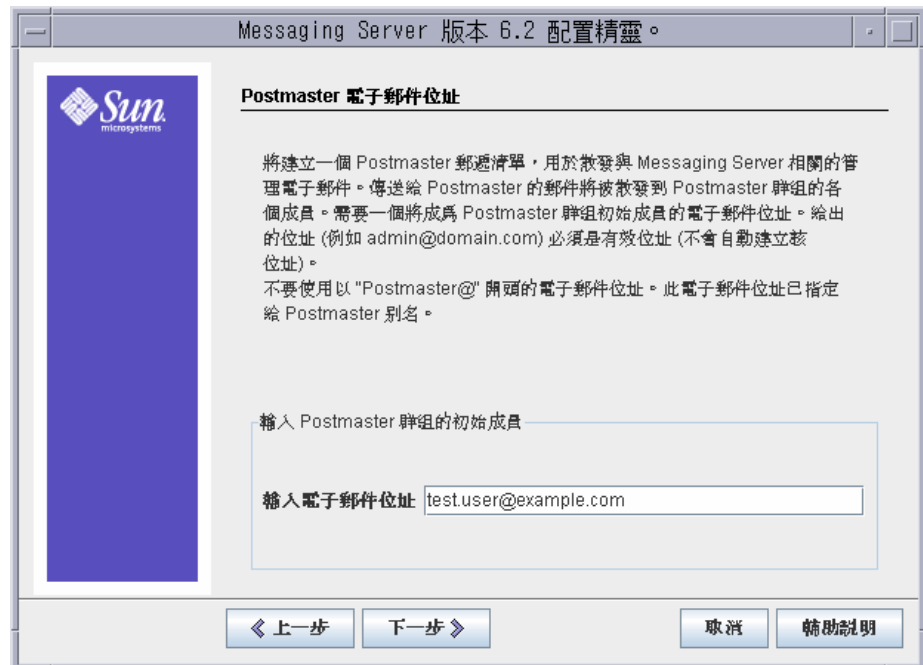 Messaging Server 版本 6.2 配置精靈。
Sun
microsystems
Postmaster 電子郵件位址
將建立一個 Postmaster 郵遞清單，用於散發與 Messaging Server 相關的管
理電子郵件。傳送給 Postmaster 的郵件將被散發到 Postmaster 群組的各
個成員。需要一個將成為 Postmaster 群組初始成員的電子郵件位址。給出
的位址 (例如 admin@domain.com) 必須是有效位址 (不會自動建立該
位址)。
不要使用以 "Postmaster@" 開頭的電子郵件位址。此電子郵件位址已指定
給 Postmaster 別名。
輸入 Postmaster 群組的初始成員
輸入電子郵件位址 test.user@example.com
上一步 下一步 取消 輔助說明